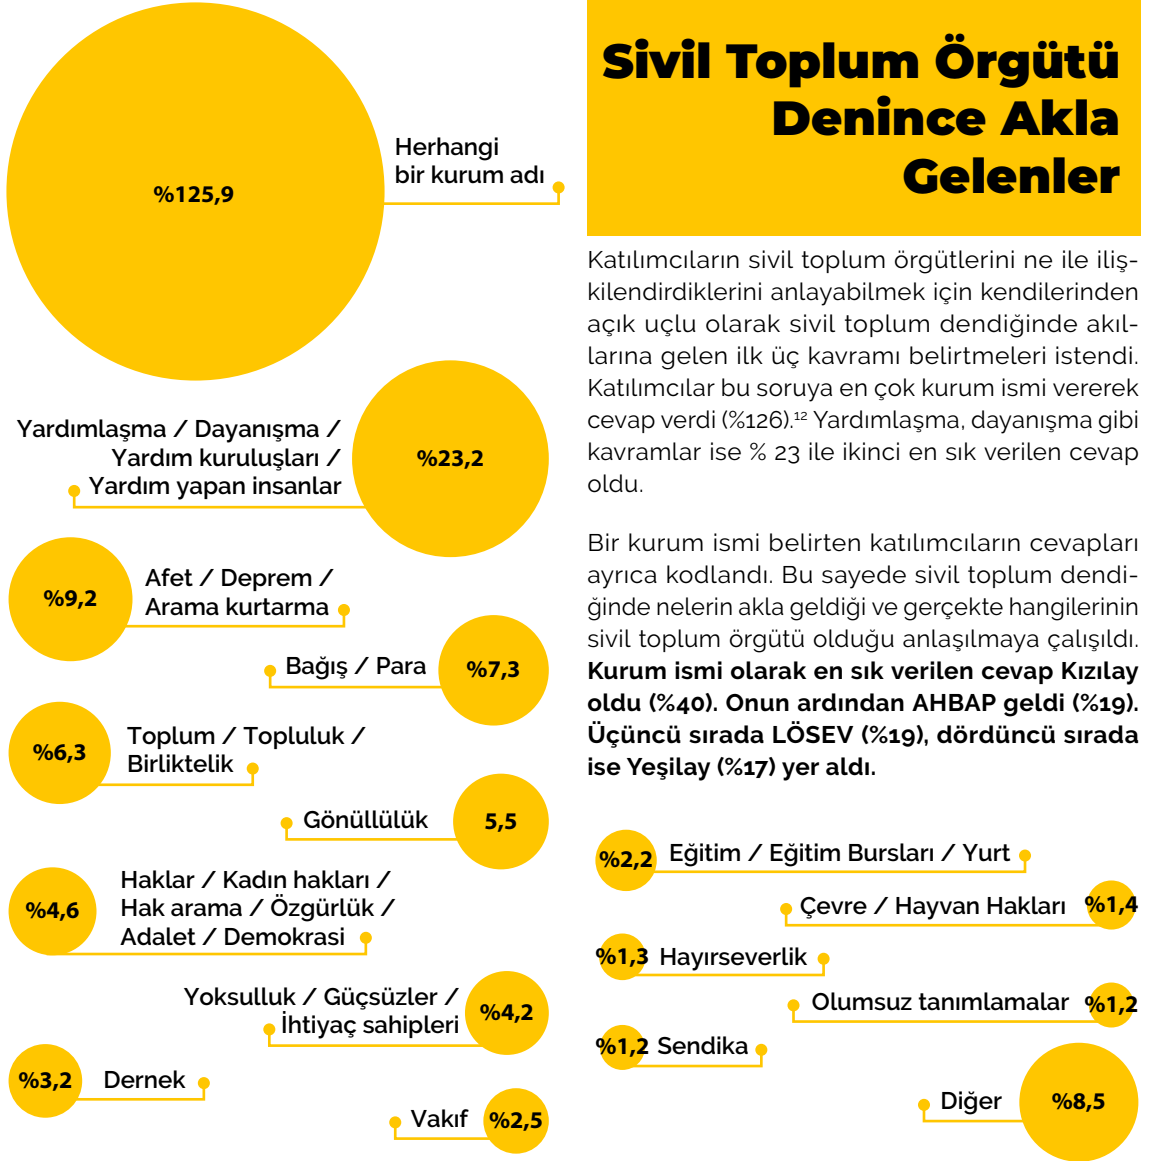 %125,9
Herhangi
bir kurum adı
Yardımlaşma / Dayanışma /
Yardım kuruluşları /
Yardım yapan insanlar
%23,2
%9,2
Afet / Deprem /
Arama kurtarma
Bağış / Para
%7,3
%6,3
Toplum / Topluluk /
Birliktelik
Gönüllülük
5,5
%4,6
Haklar / Kadın hakları /
Hak arama / Özgürlük /
Adalet / Demokrasi
Yoksulluk / Güçsüzler /
İhtiyaç sahipleri
%4,2
%3,2
Dernek
Vakıf
%2,5
Sivil Toplum Örgütü
Denince Akla
Gelenler
Katılımcıların sivil toplum örgütlerini ne ile iliş-
kilendirdiklerini anlayabilmek için kendilerinden
açık uçlu olarak sivil toplum dendiğinde akıl-
larına gelen ilk üç kavramı belirtmeleri istendi.
Katılımcılar bu soruya en çok kurum ismi vererek
cevap verdi (%126).¹² Yardımlaşma, dayanışma gibi
kavramlar ise % 23 ile ikinci en sık verilen cevap
oldu.
Bir kurum ismi belirten katılımcıların cevapları
ayrıca kodlandı. Bu sayede sivil toplum dendi-
ğinde nelerin akla geldiği ve gerçekte hangilerinin
sivil toplum örgütü olduğu anlaşılmaya çalışıldı.
Kurum ismi olarak en sık verilen cevap Kızılay
oldu (%40). Onun ardından AHBAP geldi (%19).
Üçüncü sırada LÖSEV (%19), dördüncü sırada
ise Yeşilay (%17) yer aldı.
%2,2
Eğitim / Eğitim Bursları / Yurt
Çevre / Hayvan Hakları
%1,4
%1,3
Hayırseverlik
Olumsuz tanımlamalar
%1,2
%1,2
Sendika
Diğer
%8,5